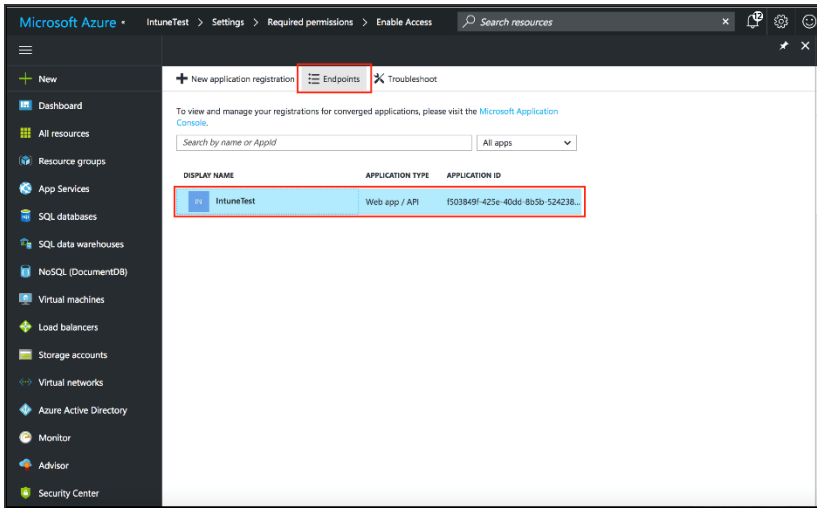 Microsoft Azure IntuneTest > Settings > Required permissions > Enable Access Search resources × 12
New
Dashboard
All resources
Resource groups
App Services
SQL databases
SQL data warehouses
NoSQL (DocumentDB)
Virtual machines
Load balancers
Storage accounts
Virtual networks
Azure Active Directory
Monitor
Advisor
Security Center
New application registration Endpoints Troubleshoot
To view and manage your registrations for converged applications, please visit the Microsoft Application
Console.
Search by name or AppId All apps
DISPLAY NAME APPLICATION TYPE APPLICATION ID
IN IntuneTest Web app / API f503849f-425e-40dd-8b5b-524238...